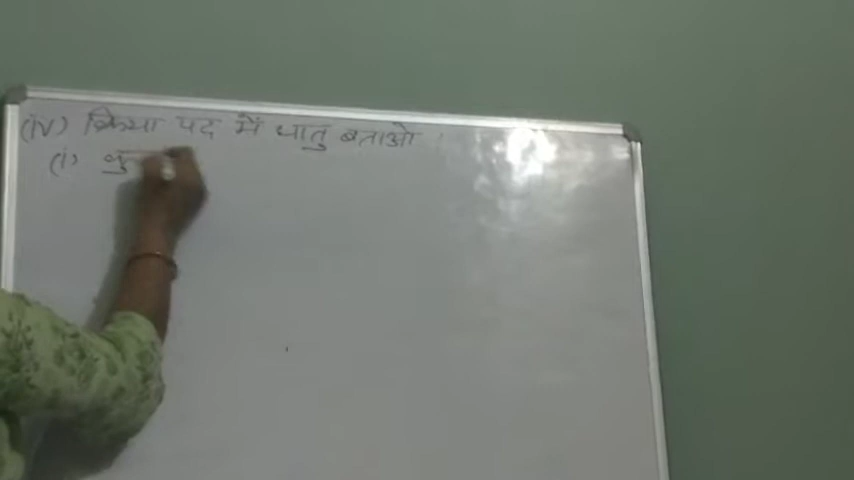 (iv) क्रिया पद में धातु बताओ
(i)